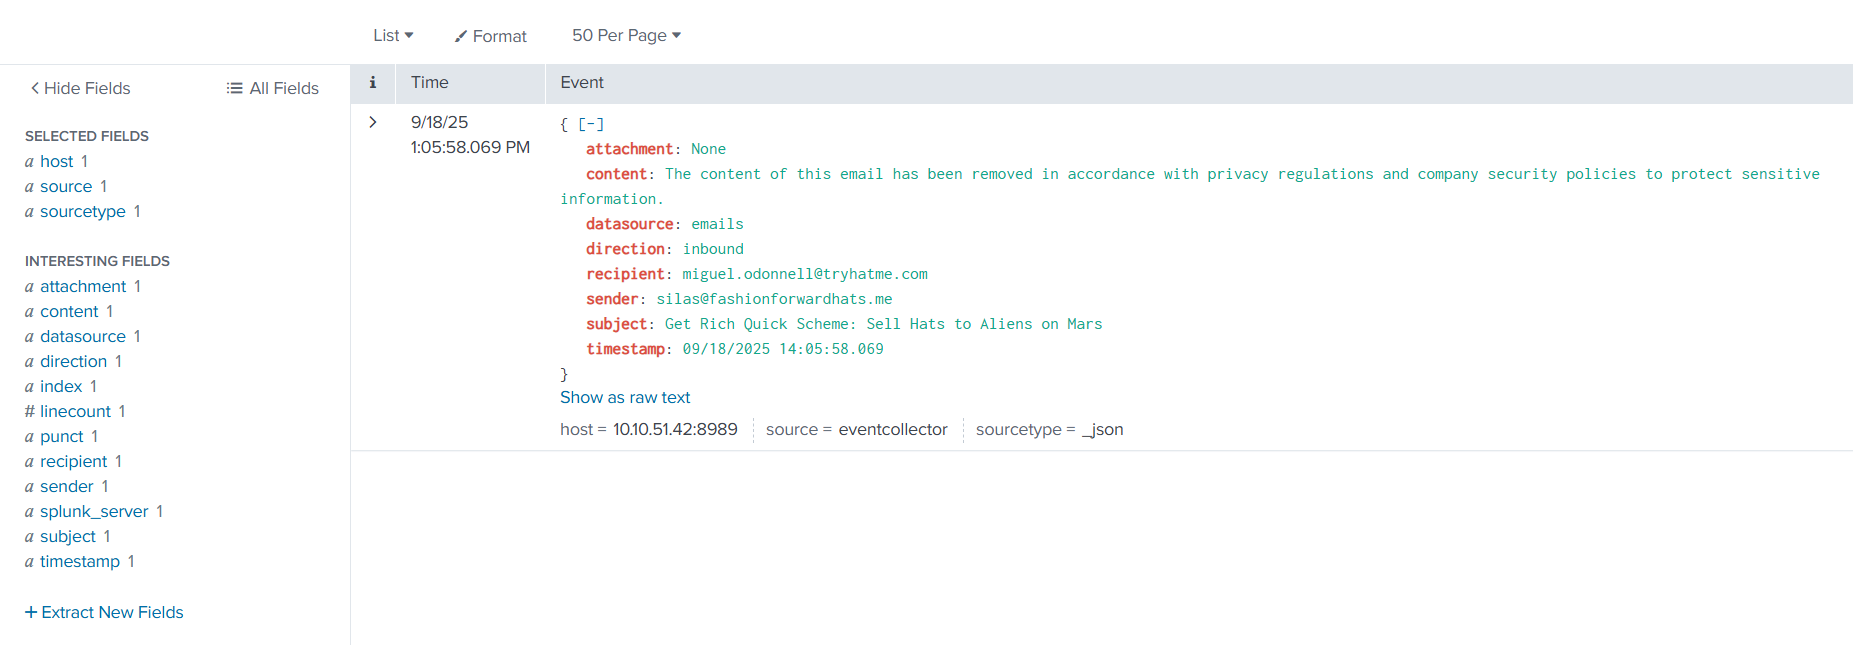 List
Format
50 Per Page
Hide Fields
All Fields
SELECTED FIELDS
a host 1
a source 1
a sourcetype 1
INTERESTING FIELDS
a attachment 1
a content 1
a datasource 1
a direction 1
a index 1
# linecount 1
a punct 1
a recipient 1
a sender 1
a splunk_server 1
a subject 1
a timestamp 1
+ Extract New Fields
i Time Event
> 9/18/25
1:05:58.069 PM
{ [-]
attachment: None
content: The content of this email has been removed in accordance with privacy regulations and company security policies to protect sensitive
information.
datasource: emails
direction: inbound
recipient: miguel.odonnell@tryhatme.com
sender: silas@fashionforwardhats.me
subject: Get Rich Quick Scheme: Sell Hats to Aliens on Mars
timestamp: 09/18/2025 14:05:58.069
}
Show as raw text
host = 10.10.51.42:8989 source = eventcollector sourcetype = _json